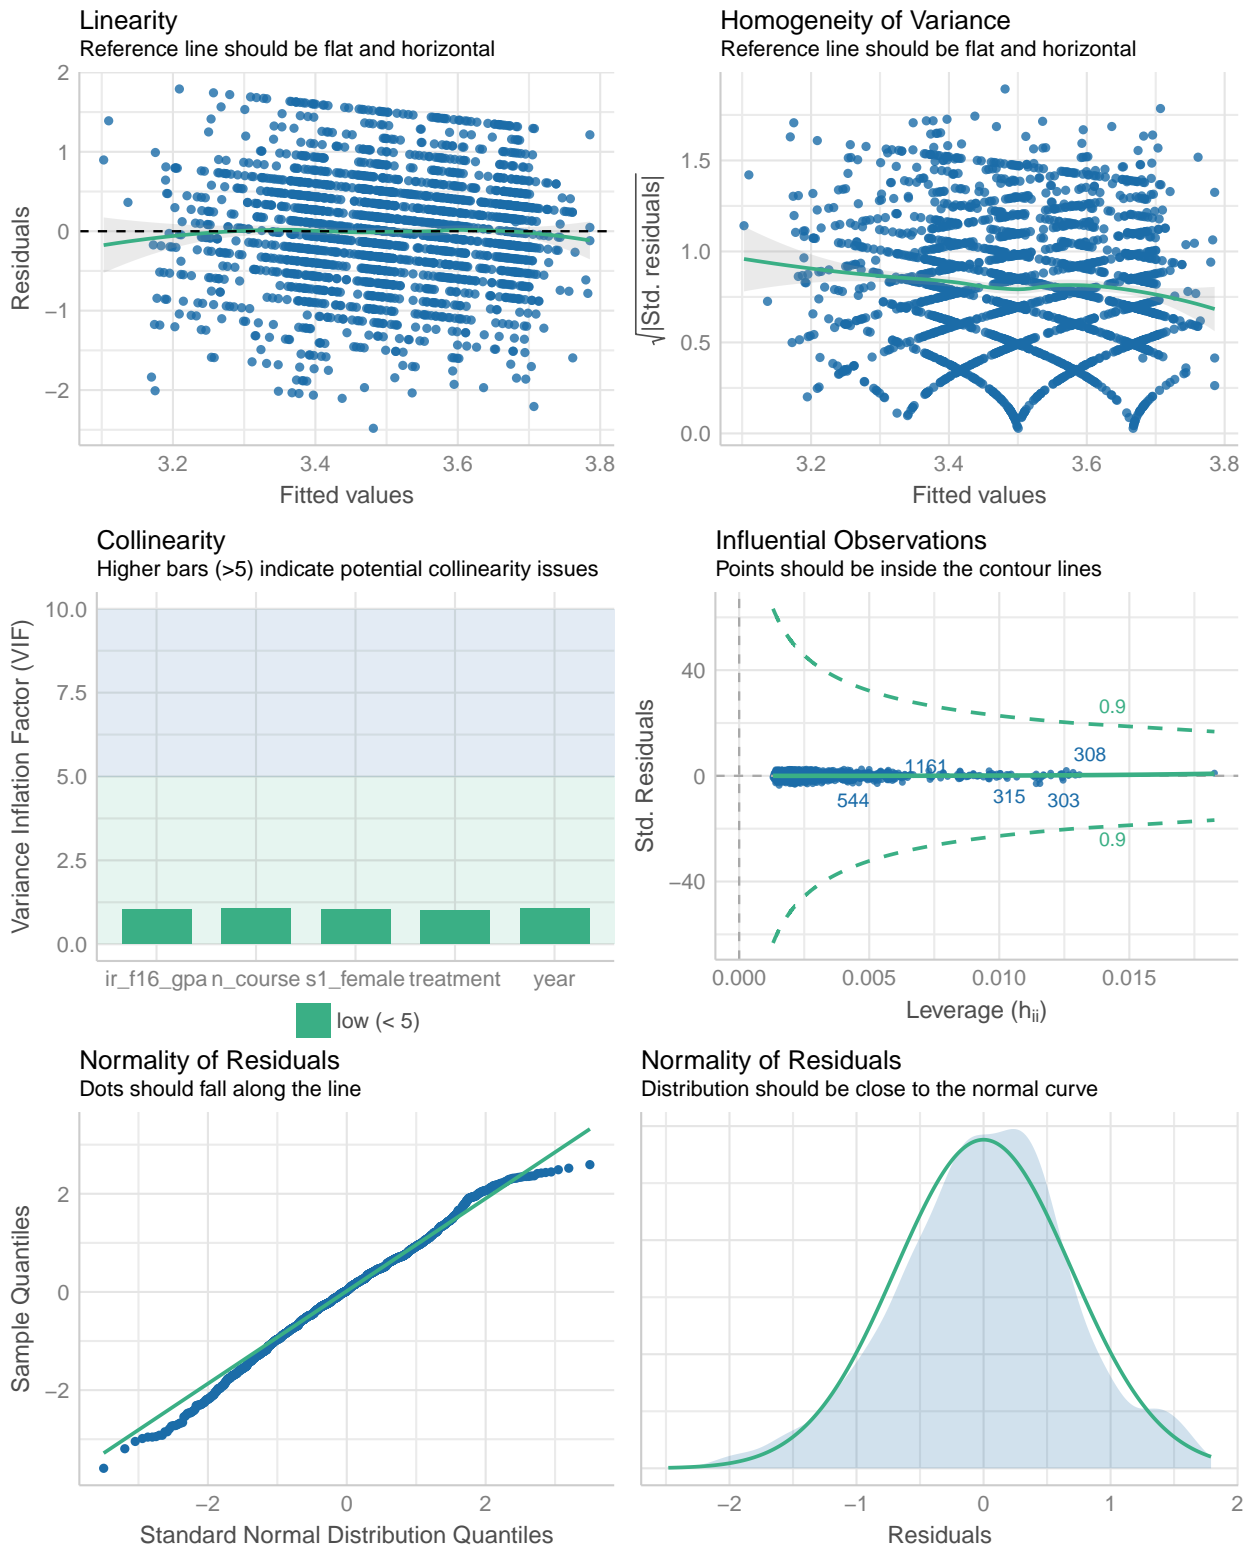 Linearity
Reference line should be flat and horizontal
2
1
0
−1
−2
Residuals
3.2
3.4
3.6
3.8
Fitted values
Homogeneity of Variance
Reference line should be flat and horizontal
1.5
1.0
0.5
0.0
√|Std. residuals|
3.2
3.4
3.6
3.8
Fitted values
Collinearity
Higher bars (>5) indicate potential collinearity issues
10.0
7.5
5.0
2.5
0.0
Variance Inflation Factor (VIF)
ir_f16_gpa n_course s1_female treatment year
low (< 5)
Influential Observations
Points should be inside the contour lines
40
0
−40
Std. Residuals
0.9
308
1161
544
315
303
0.9
0.000
0.005
0.010
0.015
Leverage (hii)
Normality of Residuals
Dots should fall along the line
2
0
−2
Sample Quantiles
−2
0
2
Standard Normal Distribution Quantiles
Normality of Residuals
Distribution should be close to the normal curve
−2
−1
0
1
2
Residuals